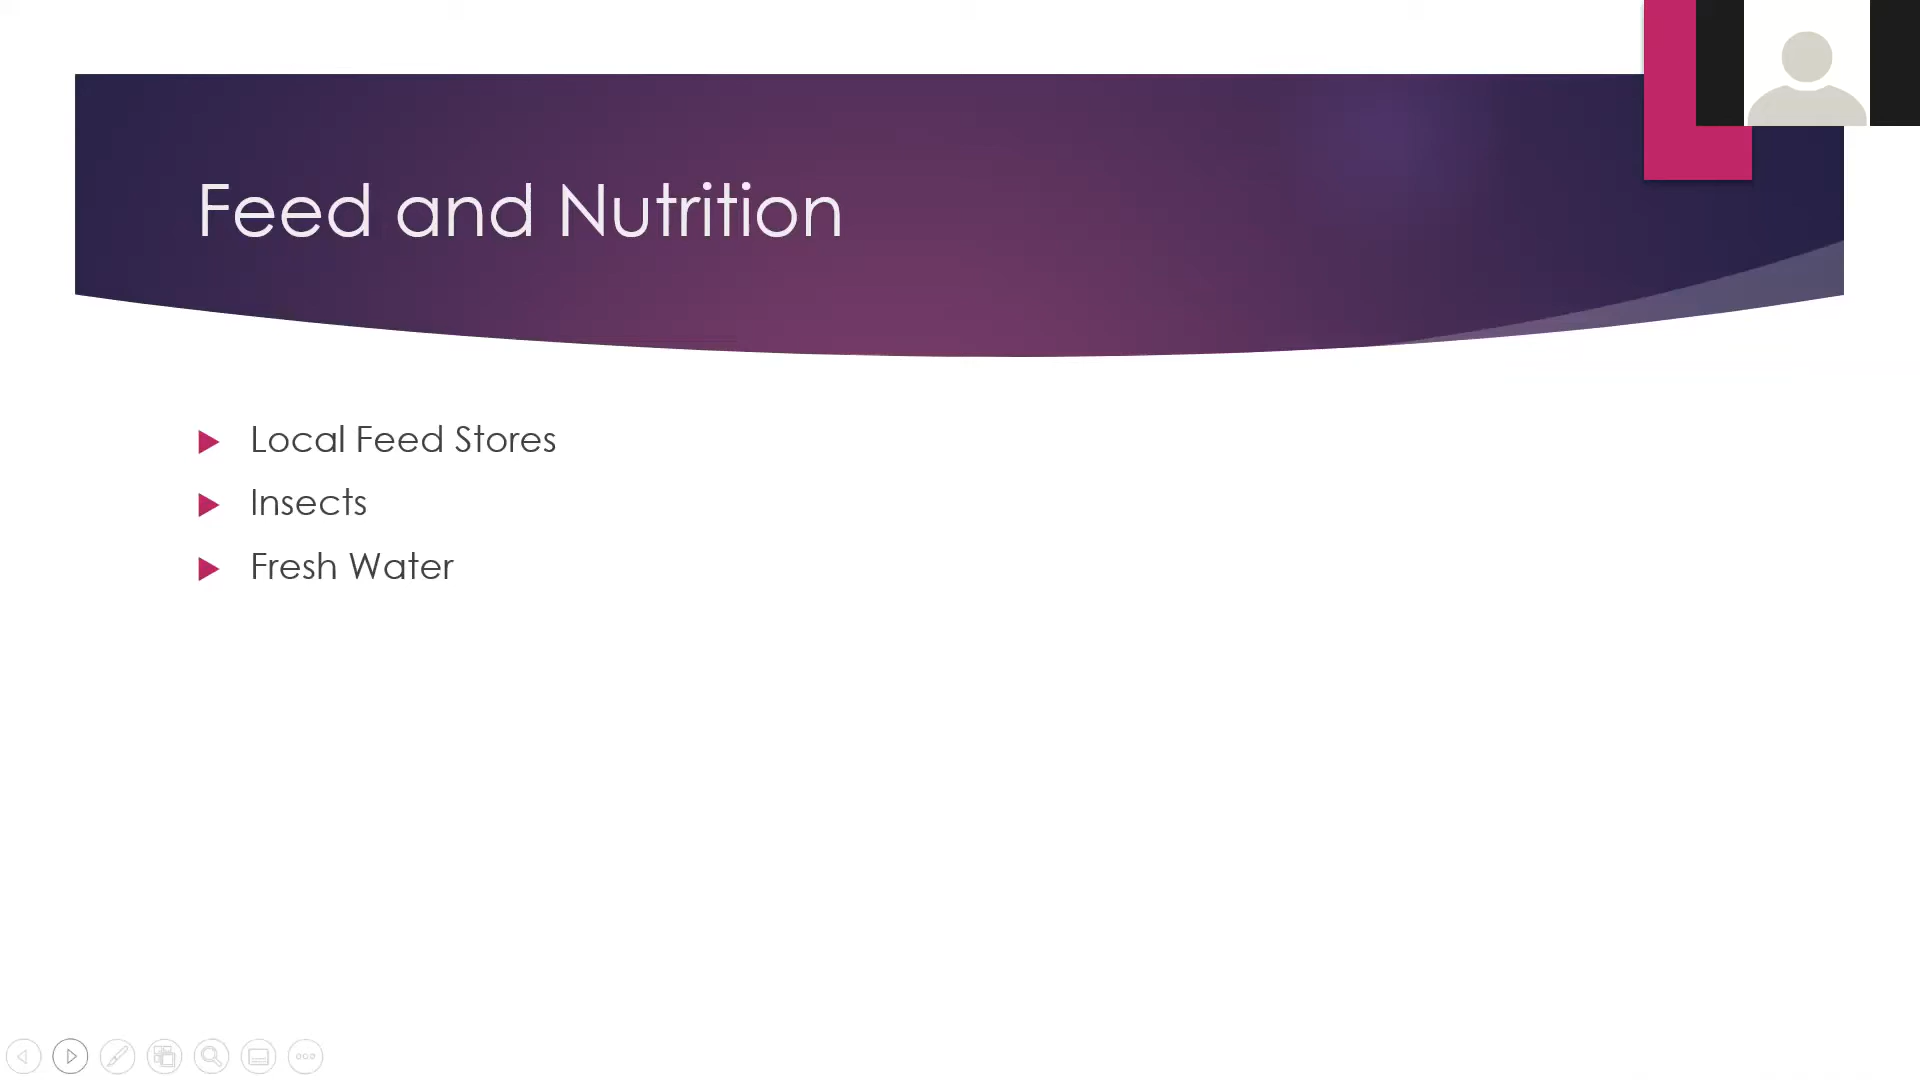 Feed and Nutrition
Local Feed Stores
Insects
Fresh Water